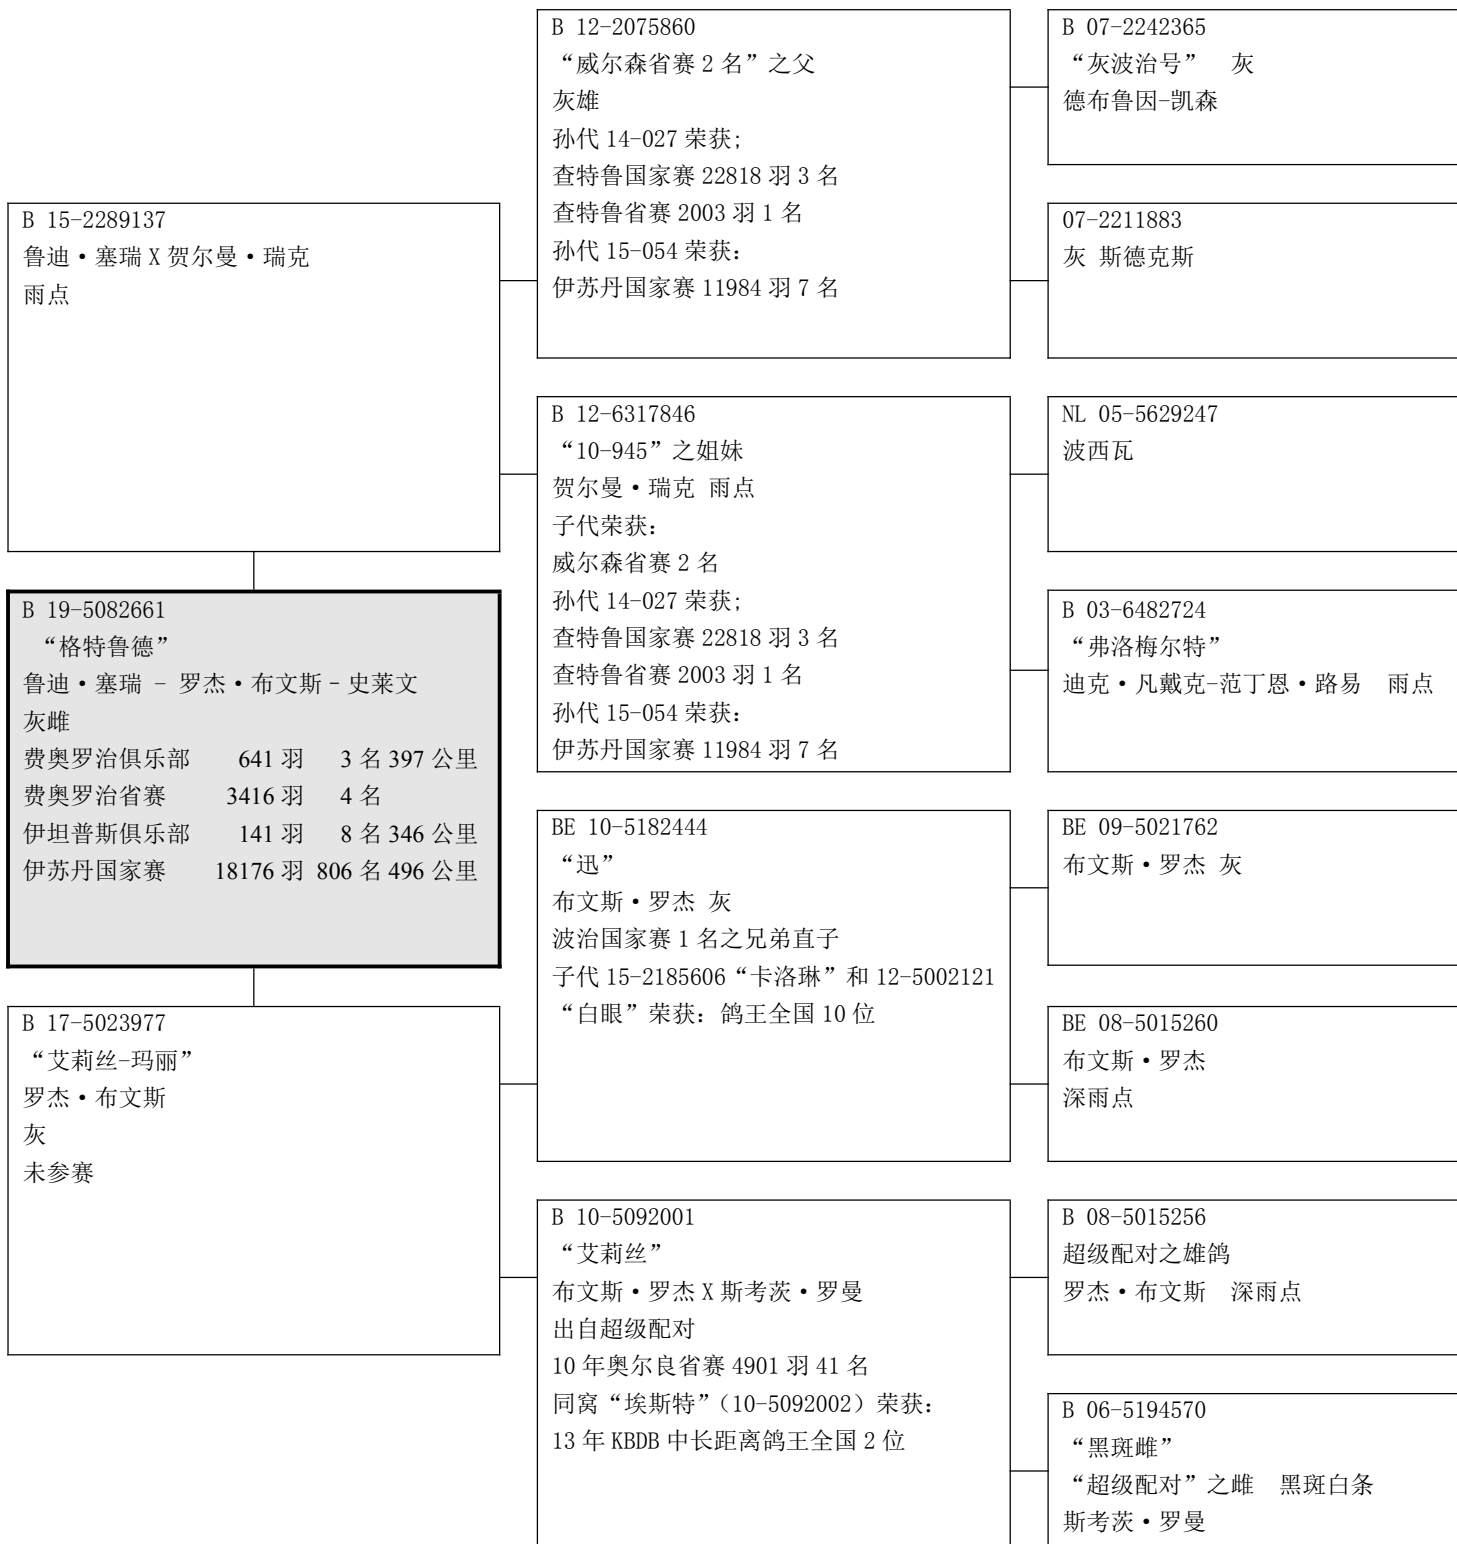 B 15-2289137
鲁迪·塞瑞 X 贺尔曼·瑞克
雨点
B 19-5082661
“格特鲁德”
鲁迪·塞瑞 - 罗杰·布文斯–史莱文
灰雌
费奥罗治俱乐部 641 羽 3 名 397 公里
费奥罗治省赛 3416 羽 4 名
伊坦普斯俱乐部 141 羽 8 名 346 公里
伊苏丹国家赛 18176 羽 806 名 496 公里
B 17-5023977
“艾莉丝-玛丽”
罗杰·布文斯
灰
未参赛
B 12-2075860
“威尔森省赛 2 名”之父
灰雄
孙代 14-027 荣获;
查特鲁国家赛 22818 羽 3 名
查特鲁省赛 2003 羽 1 名
孙代 15-054 荣获：
伊苏丹国家赛 11984 羽 7 名
B 12-6317846
“10-945”之姐妹
贺尔曼·瑞克 雨点
子代荣获：
威尔森省赛 2 名
孙代 14-027 荣获;
查特鲁国家赛 22818 羽 3 名
查特鲁省赛 2003 羽 1 名
孙代 15-054 荣获：
伊苏丹国家赛 11984 羽 7 名
BE 10-5182444
“迅”
布文斯·罗杰 灰
波治国家赛 1 名之兄弟直子
子代 15-2185606“卡洛琳”和 12-5002121
“白眼”荣获：鸽王全国 10 位
B 10-5092001
“艾莉丝”
布文斯·罗杰 X 斯考茨·罗曼
出自超级配对
10 年奥尔良省赛 4901 羽 41 名
同窝“埃斯特”（10-5092002）荣获：
13 年 KBDB 中长距离鸽王全国 2 位
B 07-2242365
“灰波治号” 灰
德布鲁因-凯森
07-2211883
灰 斯德克斯
NL 05-5629247
波西瓦
B 03-6482724
“弗洛梅尔特”
迪克·凡戴克-范丁恩·路易 雨点
BE 09-5021762
布文斯·罗杰 灰
BE 08-5015260
布文斯·罗杰
深雨点
B 08-5015256
超级配对之雄鸽
罗杰·布文斯 深雨点
B 06-5194570
“黑斑雌”
“超级配对”之雌 黑斑白条
斯考茨·罗曼